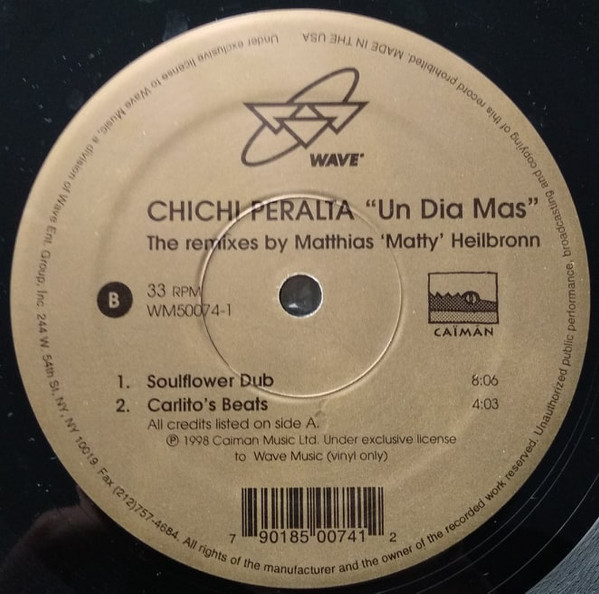 WAVE
CHICHI PERALTA “Un Dia Mas”
The remixes by Matthias ‘Matty’ Heilbronn
B
33 RPM
WM50074-1
CAÏMÁN
1. Soulflower Dub 8:06
2. Carlito's Beats 4:03
All credits listed on side A.
℗ 1998 Caiman Music Ltd. Under exclusive license
to Wave Music (vinyl only)
7 90185 00741 2
Under exclusive license to Wave Music, a division of Wave Ent. Group, Inc. 244 W. 54th St, NY, NY 10019. Fax (212)757-4684. All rights of the manufacturer and the owner of the recorded work reserved. Unauthorized public performance, broadcasting and copying of this record prohibited. MADE IN THE USA